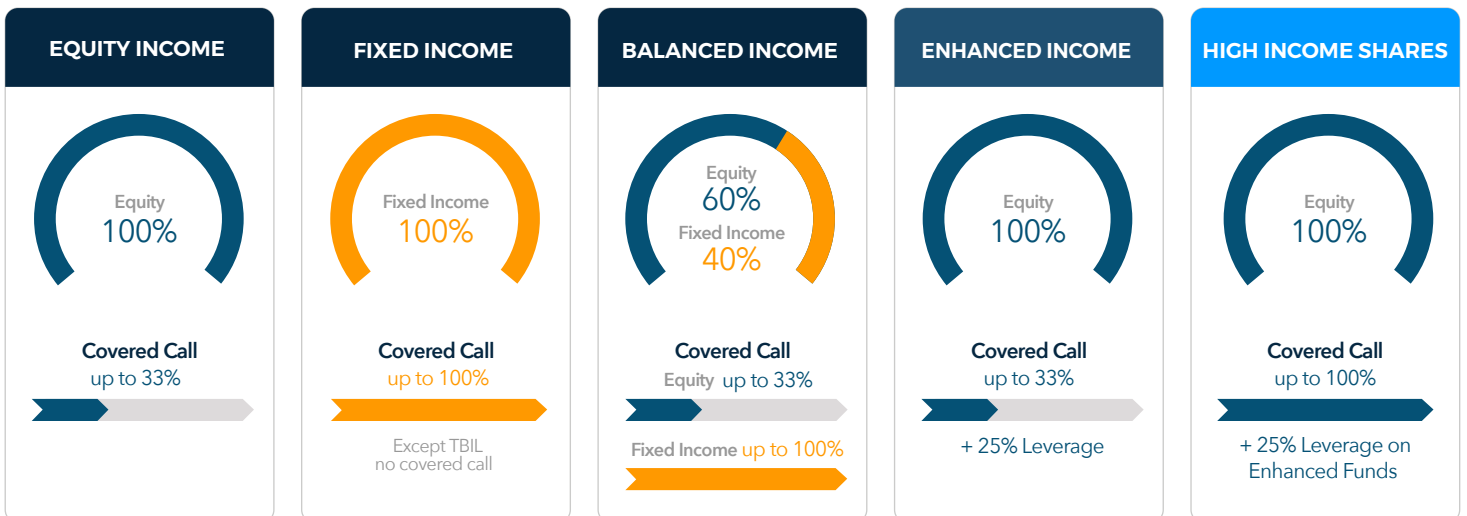 EQUITY INCOME
Equity
100%
Covered Call
up to 33%
FIXED INCOME
Fixed Income
100%
Covered Call
up to 100%
Except TBIL
no covered call
BALANCED INCOME
Equity
60%
Fixed Income
40%
Covered Call
Equity up to 33%
Fixed Income up to 100%
ENHANCED INCOME
Equity
100%
Covered Call
up to 33%
+ 25% Leverage
HIGH INCOME SHARES
Equity
100%
Covered Call
up to 100%
+ 25% Leverage on
Enhanced Funds